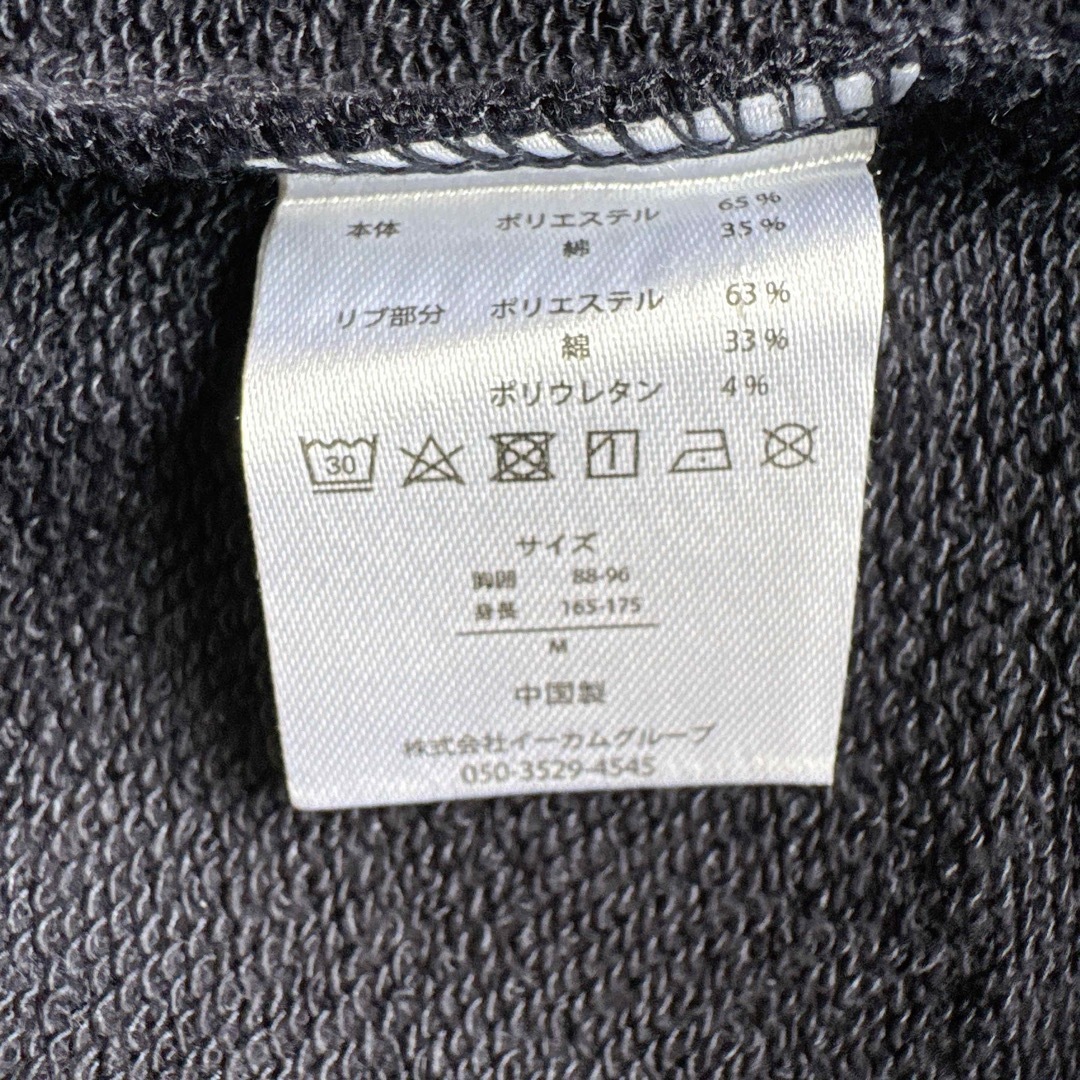 本体 ポリエステル 65%
綿 35%
リブ部分 ポリエステル 63%
綿 33%
ポリウレタン 4%
30
サイズ
胸囲 88-96
身長 165-175
M
中国製
株式会社イーカムグループ
050-3529-4545